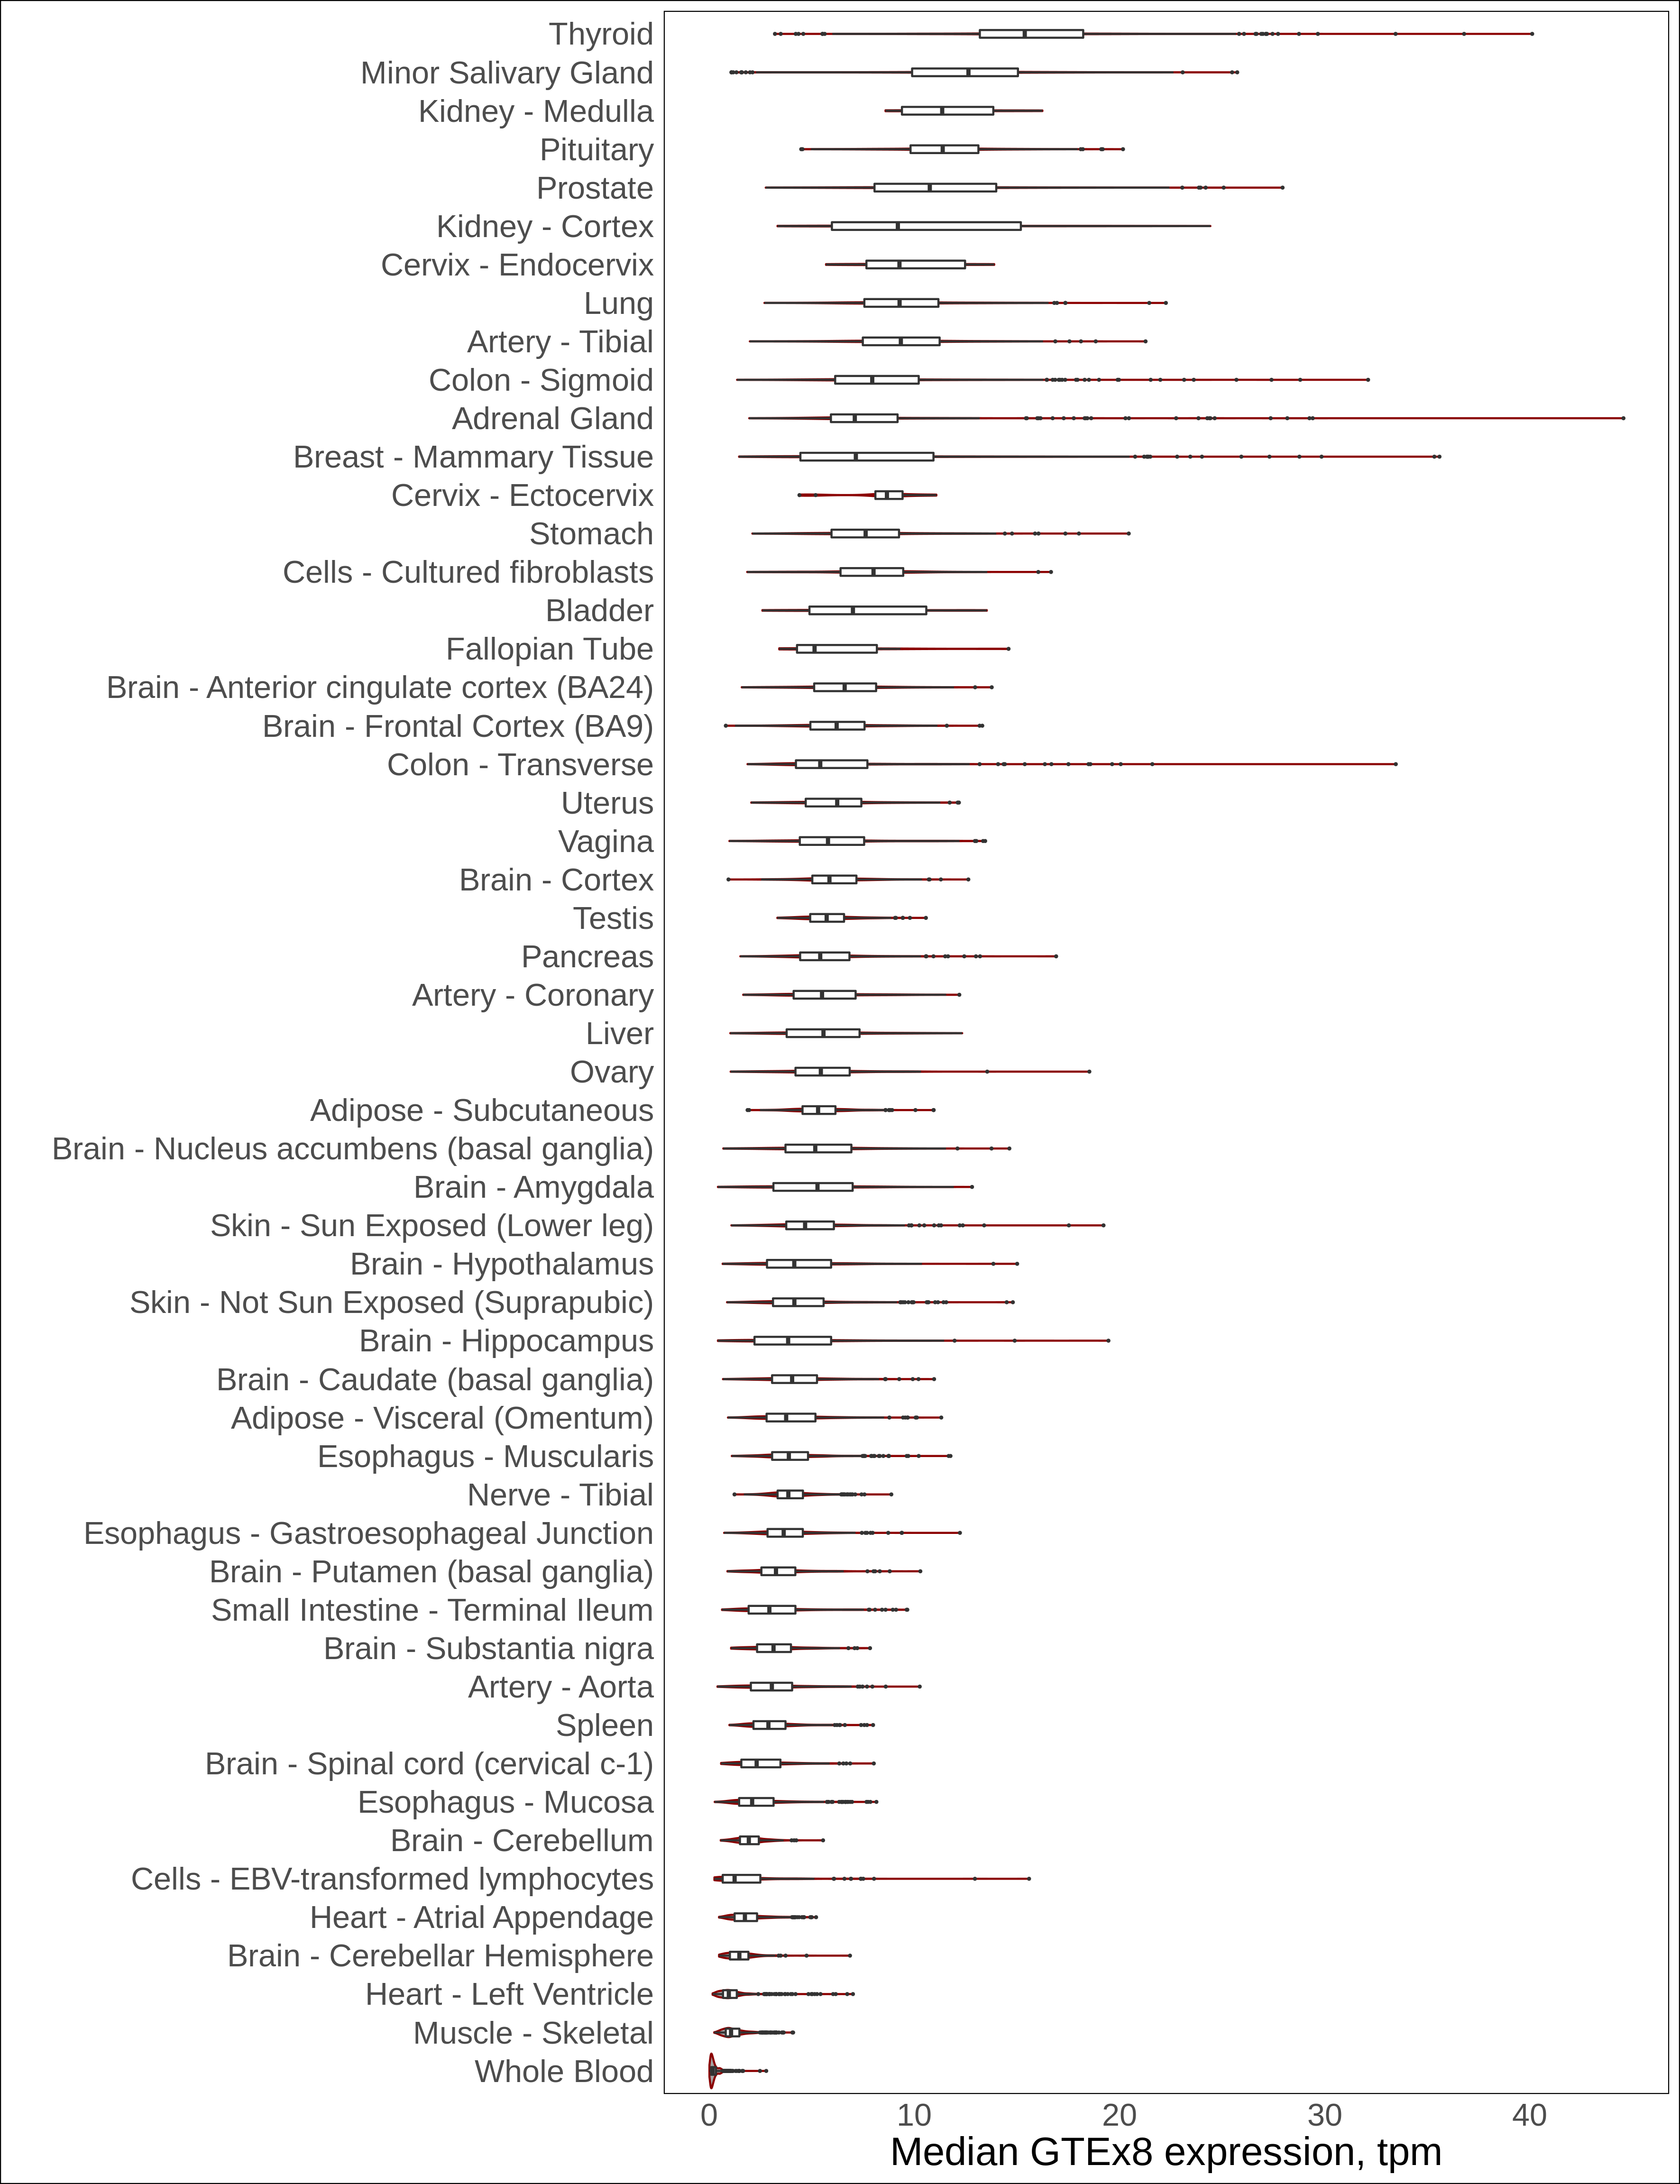 Thyroid
Minor Salivary Gland
Kidney - Medulla
Pituitary
Prostate
Kidney - Cortex
Cervix - Endocervix
Lung
Artery - Tibial
Colon - Sigmoid
Adrenal Gland
Breast - Mammary Tissue
Cervix - Ectocervix
Stomach
Cells - Cultured fibroblasts
Bladder
Fallopian Tube
Brain - Anterior cingulate cortex (BA24)
Brain - Frontal Cortex (BA9)
Colon - Transverse
Uterus
Vagina
Brain - Cortex
Testis
Pancreas
Artery - Coronary
Liver
Ovary
Adipose - Subcutaneous
Brain - Nucleus accumbens (basal ganglia)
Brain - Amygdala
Skin - Sun Exposed (Lower leg)
Brain - Hypothalamus
Skin - Not Sun Exposed (Suprapubic)
Brain - Hippocampus
Brain - Caudate (basal ganglia)
Adipose - Visceral (Omentum)
Esophagus - Muscularis
Nerve - Tibial
Esophagus - Gastroesophageal Junction
Brain - Putamen (basal ganglia)
Small Intestine - Terminal Ileum
Brain - Substantia nigra
Artery - Aorta
Spleen
Brain - Spinal cord (cervical c-1)
Esophagus - Mucosa
Brain - Cerebellum
Cells - EBV-transformed lymphocytes
Heart - Atrial Appendage
Brain - Cerebellar Hemisphere
Heart - Left Ventricle
Muscle - Skeletal
Whole Blood
0 10 20 30 40
Median GTEx8 expression, tpm